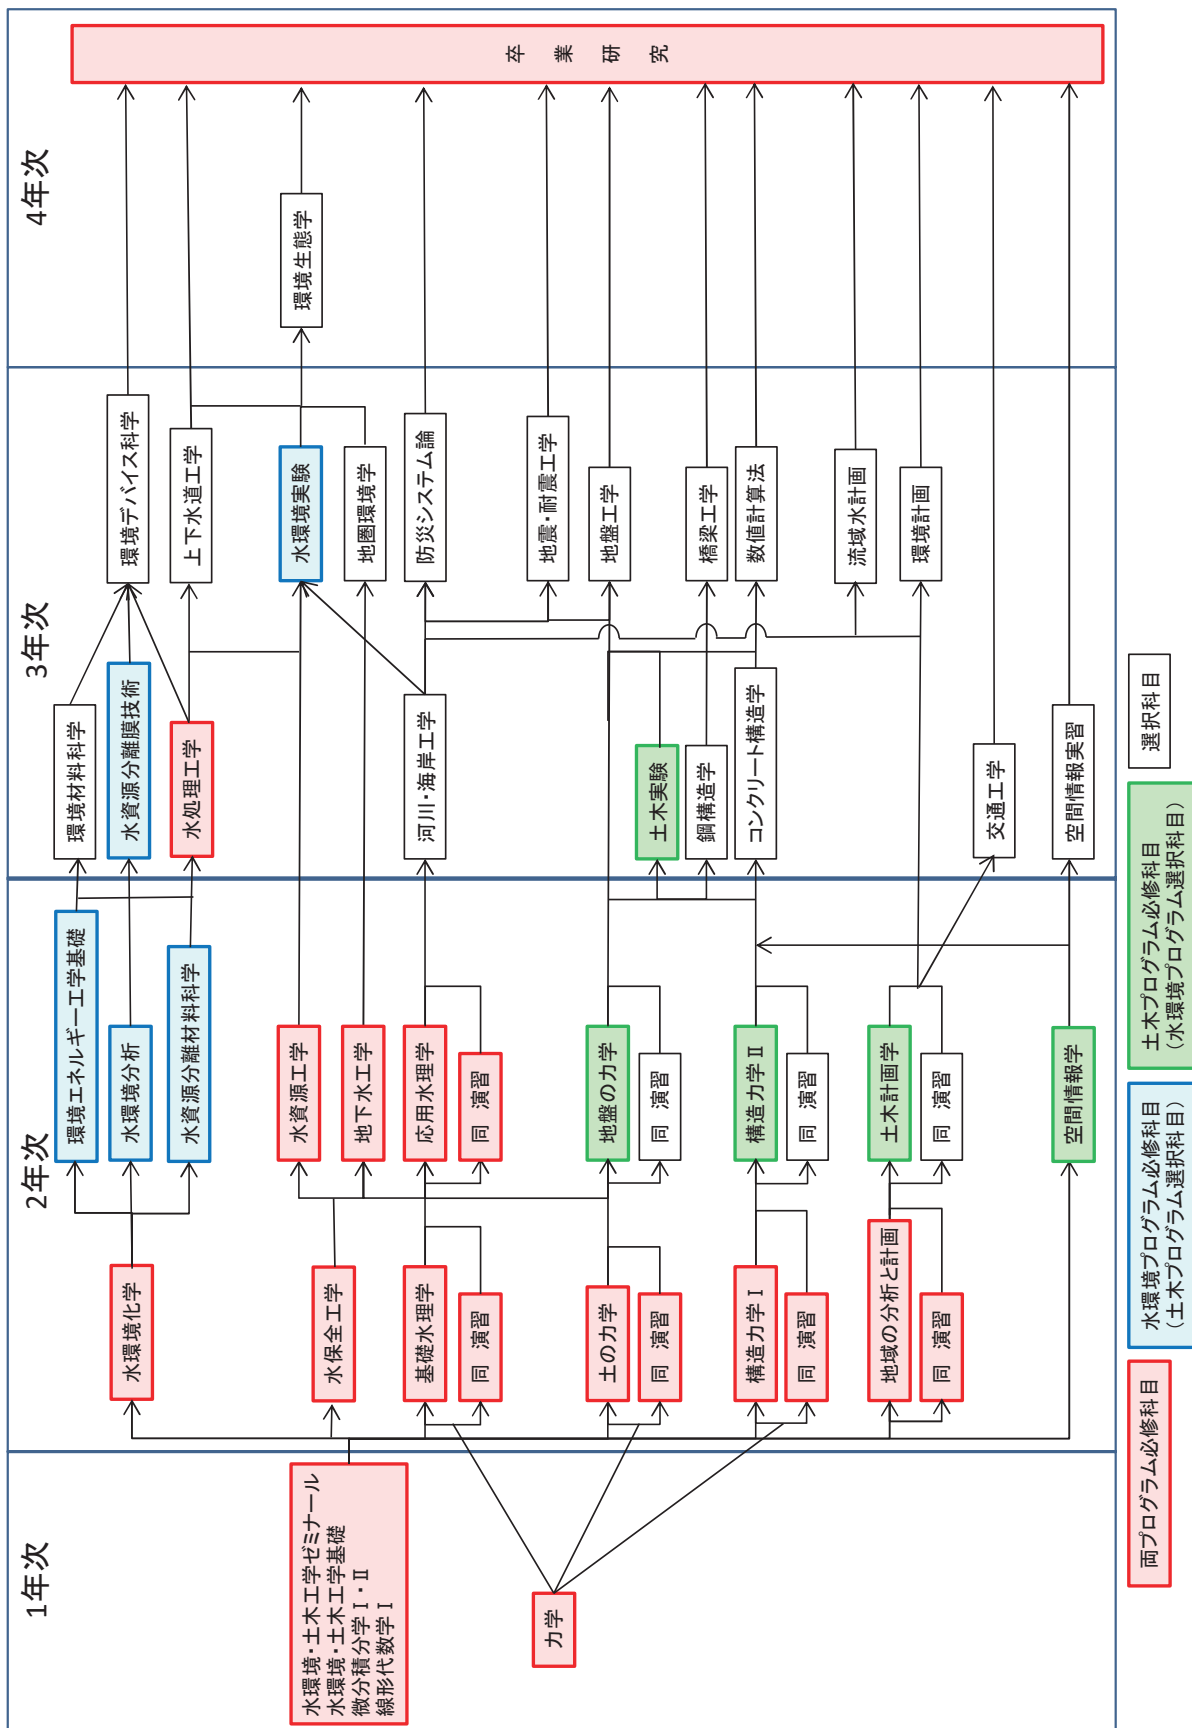 1年次
2年次
3年次
4年次
水環境・土木工学ゼミナール
水環境・土木工学基礎
微分積分学Ⅰ・Ⅱ
線形代数学Ⅰ
力学
水環境化学
水保全工学
基礎水理学
同 演習
土の力学
同 演習
構造力学Ⅰ
同 演習
地域の分析と計画
同 演習
環境エネルギー工学基礎
水環境分析
水資源分離材料科学
水資源工学
地下水工学
応用水理学
同 演習
地盤の力学
同 演習
構造力学Ⅱ
同 演習
土木計画学
同 演習
空間情報学
環境材料科学
水資源分離膜技術
水処理工学
河川・海岸工学
土木実験
鋼構造学
コンクリート構造学
交通工学
空間情報実習
環境デバイス科学
上下水道工学
水環境実験
地圏環境学
防災システム論
地震・耐震工学
地盤工学
橋梁工学
数値計算法
流域水計画
環境計画
環境生態学
卒業研究
両プログラム必修科目
水環境プログラム必修科目
（土木プログラム選択科目）
土木プログラム必修科目
（水環境プログラム選択科目）
選択科目